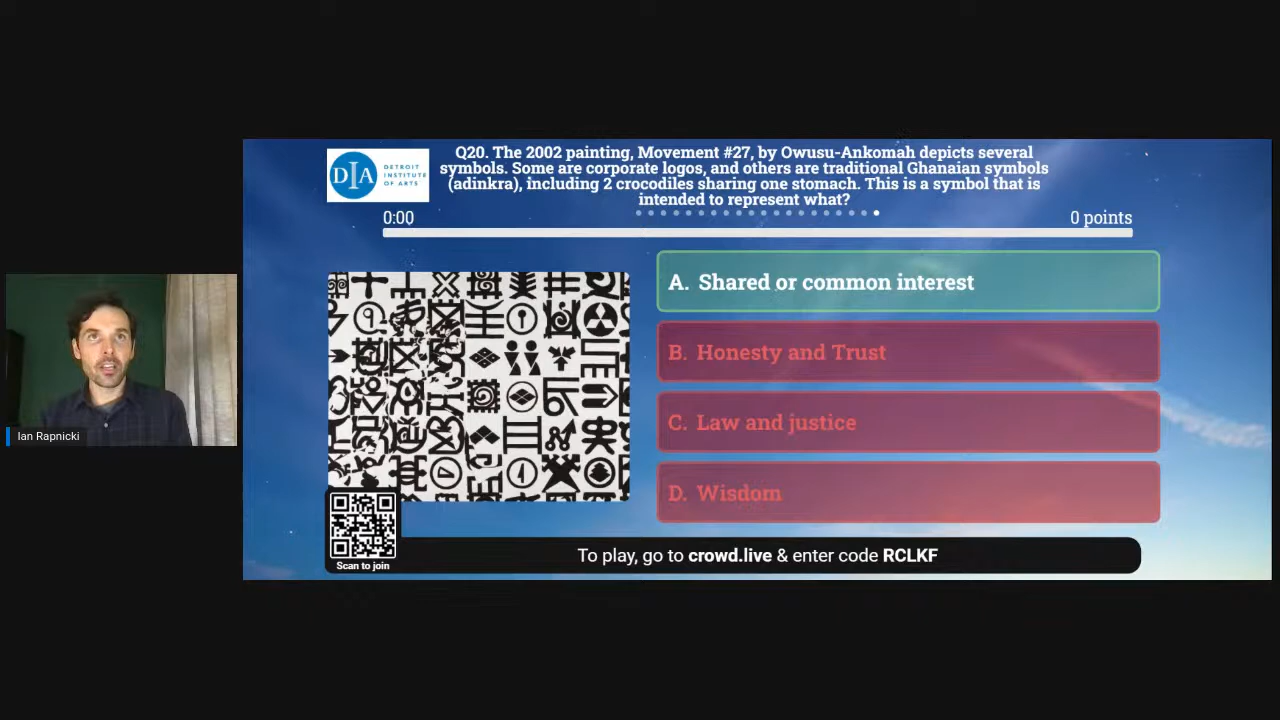 DIA
DETROIT
INSTITUTE
OF ARTS
Q20. The 2002 painting, Movement #27, by Owusu-Ankomah depicts several
symbols. Some are corporate logos, and others are traditional Ghanaian symbols
(adinkra), including 2 crocodiles sharing one stomach. This is a symbol that is
intended to represent what?
0:00
0 points
A. Shared or common interest
B. Honesty and Trust
C. Law and justice
D. Wisdom
Ian Rapnicki
Scan to join
To play, go to crowd.live & enter code RCLKF